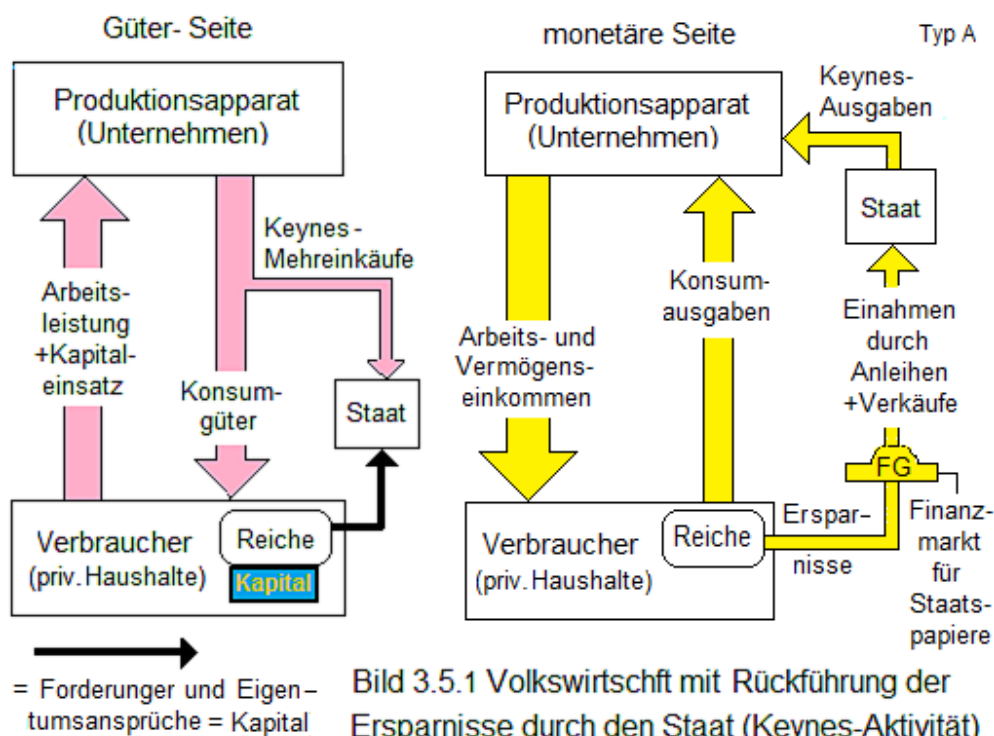 Güter- Seite
Produktionsapparat
(Unternehmen)
Keynes -
Mehreinkäufe
Arbeits-
leistung
+Kapital-
einsatz
Konsum-
güter
Staat
Verbraucher
(priv. Haushalte)
Reiche
Kapital
= Forderunger und Eigen-
tumsansprüche = Kapital
monetäre Seite
Typ A
Produktionsapparat
(Unternehmen)
Keynes-
Ausgaben
Staat
Konsum-
ausgaben
Arbeits- und
Vermögens-
einkommen
Einahmen
durch
Anleihen
+Verkäufe
FG
Verbraucher
(priv. Haushalte)
Reiche
Erspar-
nisse
Finanz-
markt
für
Staats-
papiere
Bild 3.5.1 Volkswirtschft mit Rückführung der
Ersparnisse durch den Staat (Keynes-Aktivität)